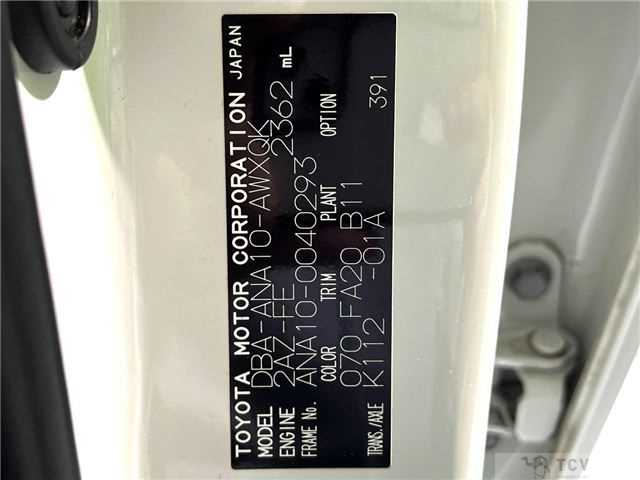 TOYOTA MOTOR CORPORATION JAPAN
MODEL DBA-ANA10-AWXQK
ENGINE 2AZ-FE 2362 mL
FRAME No. ANA10-0040293
COLOR TRIM PLANT OPTION
070 FA20 B11 391
TRANS./AXLE K112 -01A
TCV